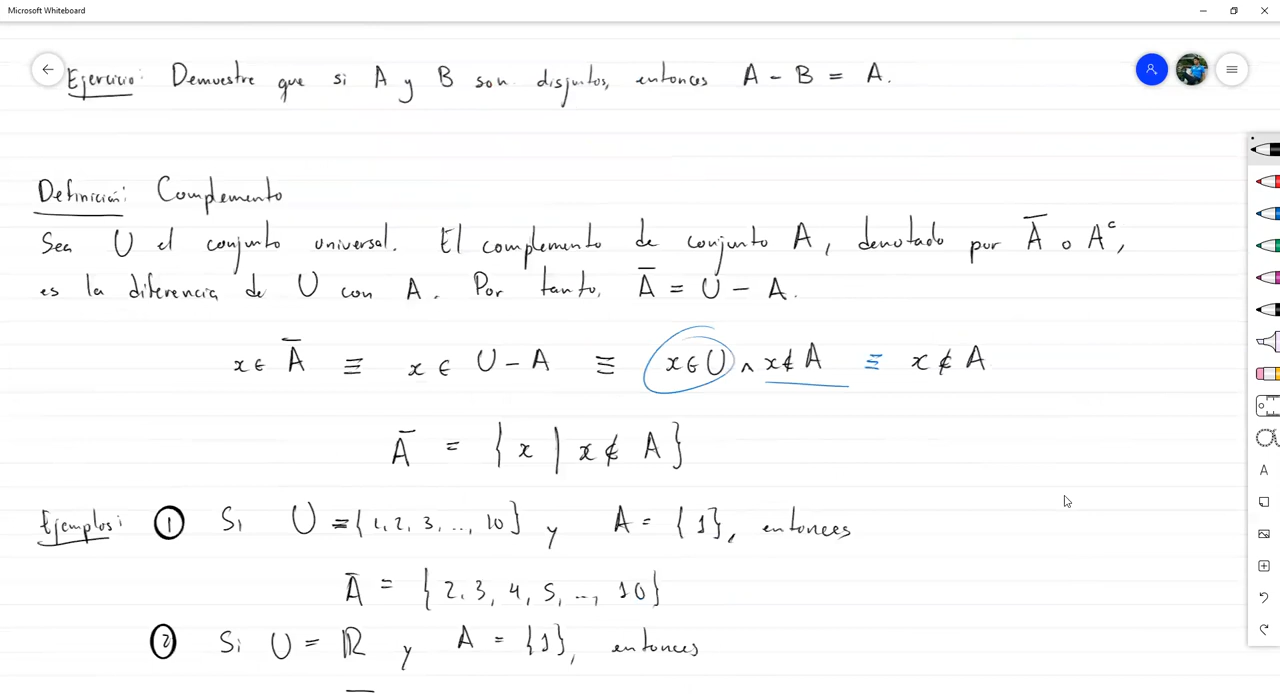 Microsoft Whiteboard
Ejercicio: Demuestre que si A y B son disjuntos, entonces A - B = A.
Definición: Complemento
Sea U el conjunto universal. El complemento de conjunto A, denotado por A̅ o Aᶜ,
es la diferencia de U con A. Por tanto, A̅ = U - A.
x ∈ A̅ ≡ x ∈ U - A ≡ x ∈ U ∧ x ∉ A ≡ x ∉ A
A̅ = { x | x ∉ A }
Ejemplos: ① Si U = {1, 2, 3, .., 10} y A = {1}, entonces
A̅ = {2, 3, 4, 5, .., 10}
② Si U = ℝ y A = {1}, entonces